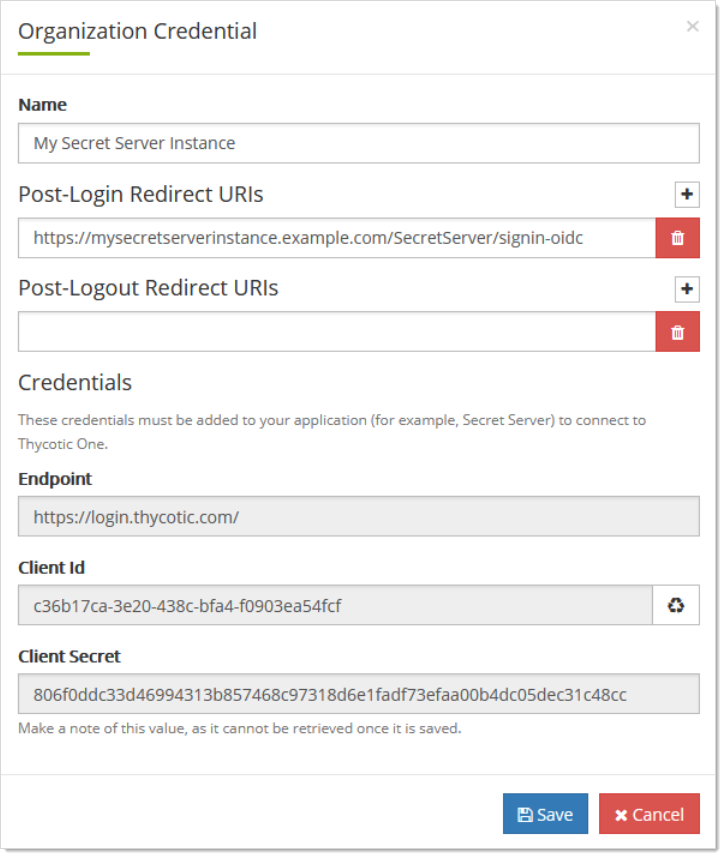 Organization Credential
Name
My Secret Server Instance
Post-Login Redirect URIs
https://mysecretserverinstance.example.com/SecretServer/signin-oidc
Post-Logout Redirect URIs
Credentials
These credentials must be added to your application (for example, Secret Server) to connect to
Thycotic One.
Endpoint
https://login.thycotic.com/
Client Id
c36b17ca-3e20-438c-bfa4-f0903ea54fcf
Client Secret
806f0ddc33d46994313b857468c97318d6e1fadf73efaa00b4dc05dec31c48cc
Make a note of this value, as it cannot be retrieved once it is saved.
Save
Cancel